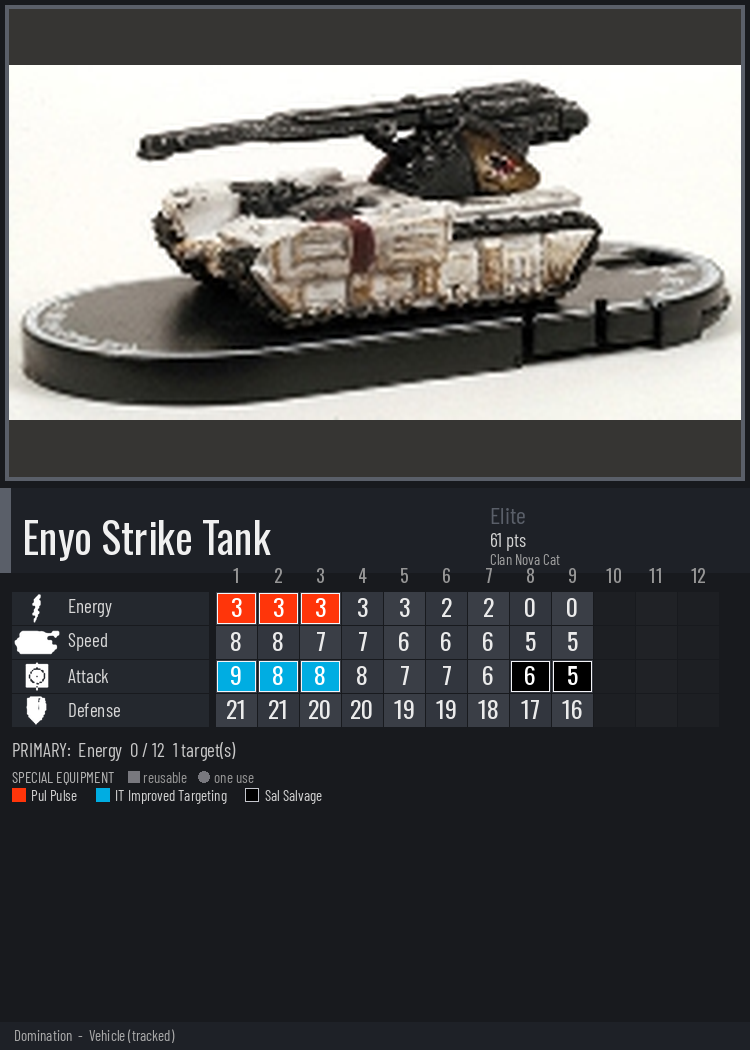 Enyo Strike Tank
Elite
61 pts
Clan Nova Cat
1 2 3 4 5 6 7 8 9 10 11 12
Energy 3 3 3 3 3 2 2 0 0
Speed 8 8 7 7 6 6 6 5 5
Attack 9 8 8 8 7 7 6 6 5
Defense 21 21 20 20 19 19 18 17 16
PRIMARY: Energy 0 / 12 1 target(s)
SPECIAL EQUIPMENT reusable one use
Pul Pulse IT Improved Targeting Sal Salvage
Domination - Vehicle (tracked)